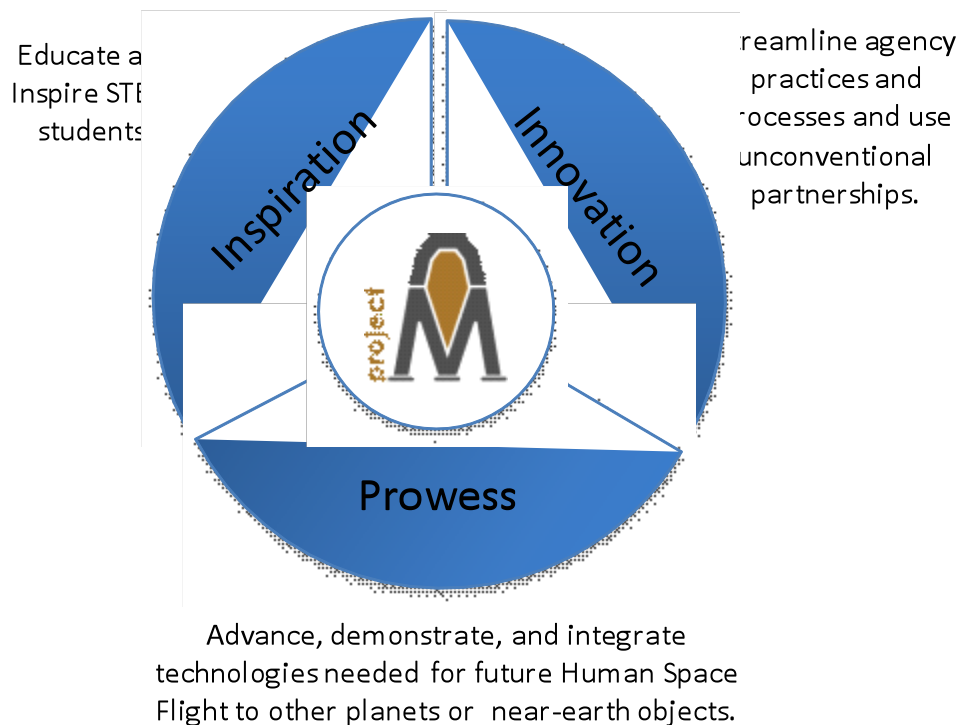 Educate a
Inspire STE
students
Inspiration
Innovation
treamline agency
practices and
rocesses and use
unconventional
partnerships.
project
M
Prowess
Advance, demonstrate, and integrate
technologies needed for future Human Space
Flight to other planets or near-earth objects.